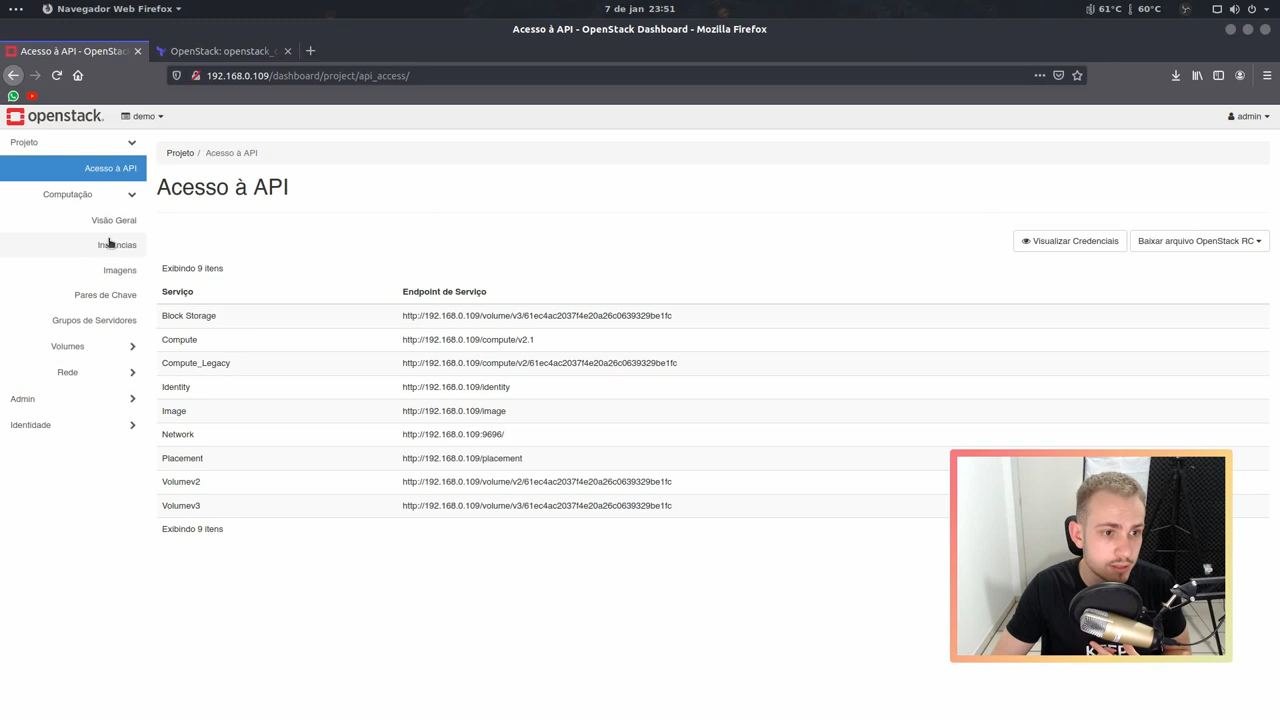 Navegador Web Firefox
7 de jan 23:51
61°C
60°C
Acesso à API - OpenStack Dashboard - Mozilla Firefox
Acesso à API - OpenStac
OpenStack: openstack_
192.168.0.109/dashboard/project/api_access/
openstack.
demo
admin
Projeto
Acesso à API
Computação
Visão Geral
Instâncias
Imagens
Pares de Chave
Grupos de Servidores
Volumes
Rede
Admin
Identidade
Projeto / Acesso à API
Acesso à API
Visualizar Credenciais
Baixar arquivo OpenStack RC
Exibindo 9 itens
Serviço Endpoint de Serviço
Block Storage http://192.168.0.109/volume/v3/61ec4ac2037f4e20a26c0639329be1fc
Compute http://192.168.0.109/compute/v2.1
Compute_Legacy http://192.168.0.109/compute/v2/61ec4ac2037f4e20a26c0639329be1fc
Identity http://192.168.0.109/identity
Image http://192.168.0.109/image
Network http://192.168.0.109:9696/
Placement http://192.168.0.109/placement
Volumev2 http://192.168.0.109/volume/v2/61ec4ac2037f4e20a26c0639329be1fc
Volumev3 http://192.168.0.109/volume/v3/61ec4ac2037f4e20a26c0639329be1fc
Exibindo 9 itens
KEEP